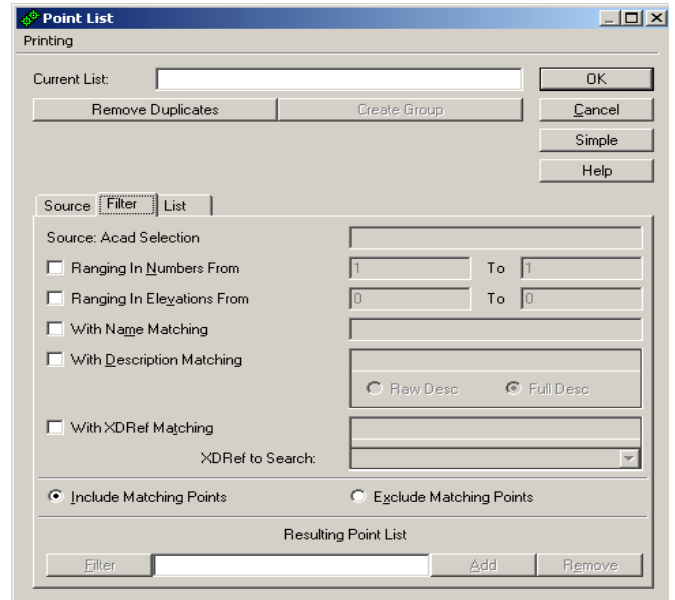 Point List
Printing
Current List: OK
Remove Duplicates Create Group Cancel
Simple
Help
Source Filter List
Source: Acad Selection
Ranging In Numbers From 1 To 1
Ranging In Elevations From 0 To 0
With Name Matching
With Description Matching
Raw Desc Full Desc
With XDRef Matching
XDRef to Search:
Include Matching Points Exclude Matching Points
Resulting Point List
Filter Add Remove